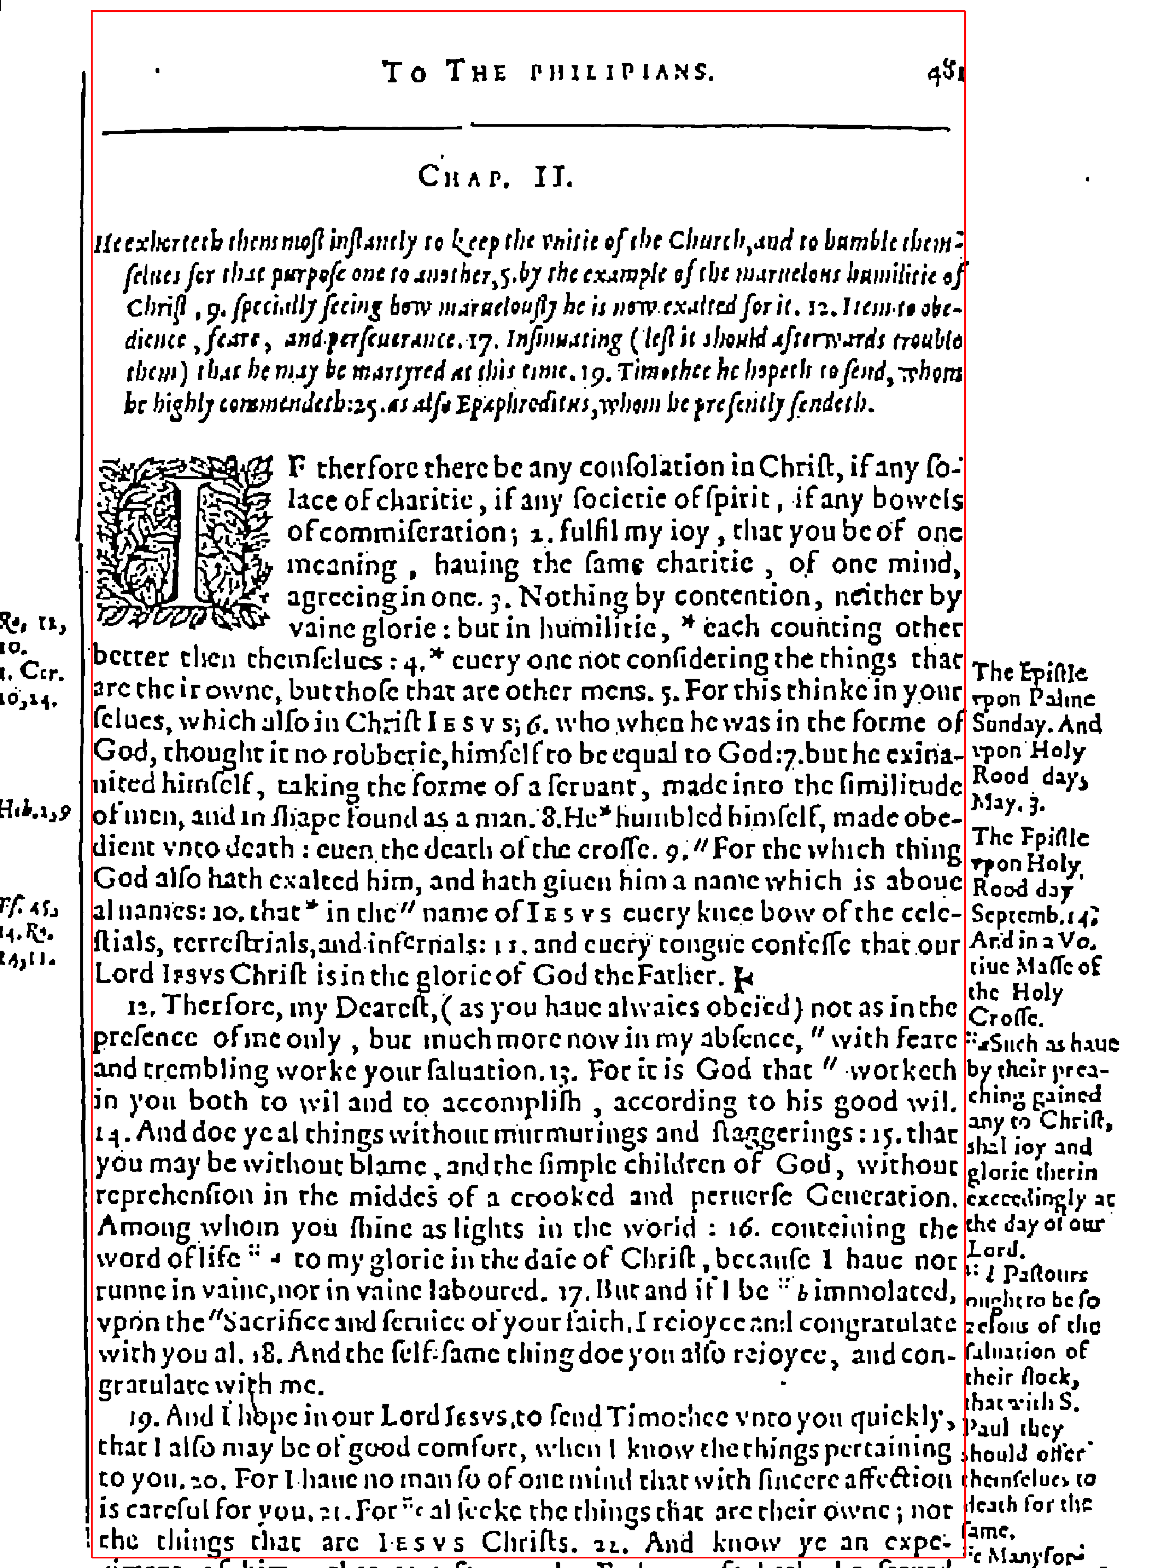 TO THE PHILIPIANS. 481
CHAP. II.
He exhorteth them most instantly to keep the vnitie of the Church, and to humble them-
selues for that purpose one to another, 5. by the example of the maruelous humilitie of
Christ, 9. specially seeing how maruelously he is now exalted for it. 12. Item to obe-
dience, feare, and perseuerance. 17. Insinuating (lest it should afterwards trouble
them) that he may be martyred at this time. 19. Timothee he hopeth to send, whom
he highly commendeth: 25. as also Epaphroditus, whom he presently sendeth.
IF therfore there be any consolation in Christ, if any so-
lace of charitie, if any societie of spirit, if any bowels
of commiseration; 2. fulfil my ioy, that you be of one
meaning, hauing the same charitie, of one mind,
agreeing in one. 3. Nothing by contention, neither by
vaine glorie: but in humilitie, * each counting other
better then themselues: 4. * euery one not considering the things that
are their owne, but those that are other mens. 5. For this thinke in your
selues, which also in Christ IESVS; 6. who when he was in the forme of
God, thought it no robberie, himself to be equal to God: 7. but he exina-
nited himself, taking the forme of a seruant, made into the similitude
of men, and in shape found as a man. 8. He * humbled himself, made obe-
dient vnto death: euen the death of the crosse. 9. " For the which thing
God also hath exalted him, and hath giuen him a name which is aboue
al names: 10. that * in the " name of IESVS euery knee bow of the cele-
stials, terrestrials, and infernals: 11. and euery tongue confesse that our
Lord IESVS Christ is in the glorie of God the Father.
12. Therfore, my Dearest, (as you haue alwaies obeied) not as in the
presence of me only, but much more now in my absence, " with feare
and trembling worke your saluation. 13. For it is God that " worketh
in you both to wil and to accomplish, according to his good wil.
14. And doe ye al things without murmurings and staggerings: 15. that
you may be without blame, and the simple children of God, without
reprehension in the middes of a crooked and peruerse Generation.
Among whom you shine as lights in the world: 16. conteining the
word of life :: a to my glorie in the daie of Christ, because I haue not
runne in vaine, nor in vaine laboured. 17. But and if I be :: b immolated,
vpon the " Sacrifice and seruice of your faith, I reioyce and congratulate
with you al. 18. And the self-same thing doe you also reioyce, and con-
gratulate with me.
19. And I hope in our Lord IESVS, to send Timothee vnto you quickly,
that I also may be of good comfort, when I know the things pertaining
to you. 20. For I haue no man so of one mind that with sincere affection
is careful for you. 21. For :: c al seeke the things that are their owne; not
the things that are IESVS Christs. 22. And know ye an expe-
Ro. 12,
10.
1. Cor.
10,24.
Heb. 2,9
Ps. 45,
14. Ro.
14,11.
The Epistle
vpon Palme
Sunday. And
vpon Holy
Rood day,
May. 3.
The Epistle
vpon Holy
Rood day
Septemb. 14.
And in a Vo-
tiue Masse of
the Holy
Crosse.
:: a Such as haue
by their prea-
ching gained
any to Christ,
shal ioy and
glorie therin
exceedingly at
the day of our
Lord.
:: b Pastours
ought to be so
zelous of the
saluation of
their flock,
that with S.
Paul they
should offer
themselues to
death for the
same.
:: c Many for-